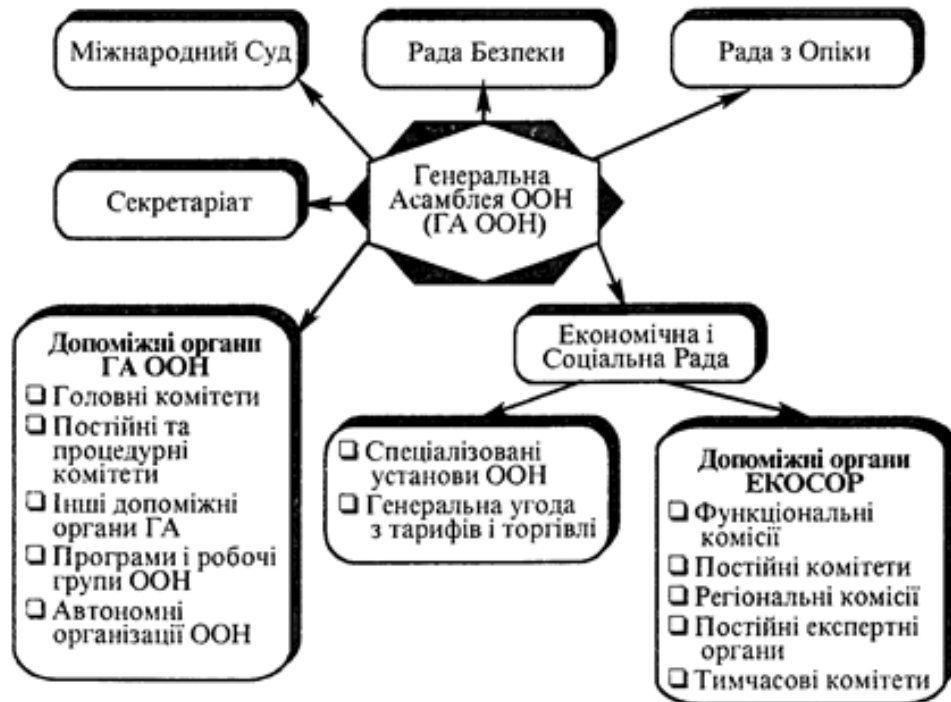 Міжнародний Суд
Рада Безпеки
Рада з Опіки
Генеральна
Асамблея ООН
(ГА ООН)
Секретаріат
Допоміжні органи
ГА ООН
❏ Головні комітети
❏ Постійні та
процедурні
комітети
❏ Інші допоміжні
органи ГА
❏ Програми і робочі
групи ООН
❏ Автономні
організації ООН
Економічна і
Соціальна Рада
❏ Спеціалізовані
установи ООН
❏ Генеральна угода
з тарифів і торгівлі
Допоміжні органи
ЕКОСОР
❏ Функціональні
комісії
❏ Постійні комітети
❏ Регіональні комісії
❏ Постійні експертні
органи
❏ Тимчасові комітети